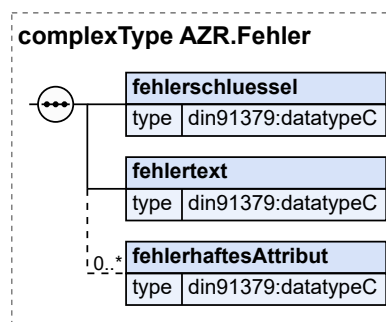 complexType AZR.Fehler
fehlerschluessel
type din91379:datatypeC
fehlertext
type din91379:datatypeC
0..* fehlerhaftesAttribut
type din91379:datatypeC